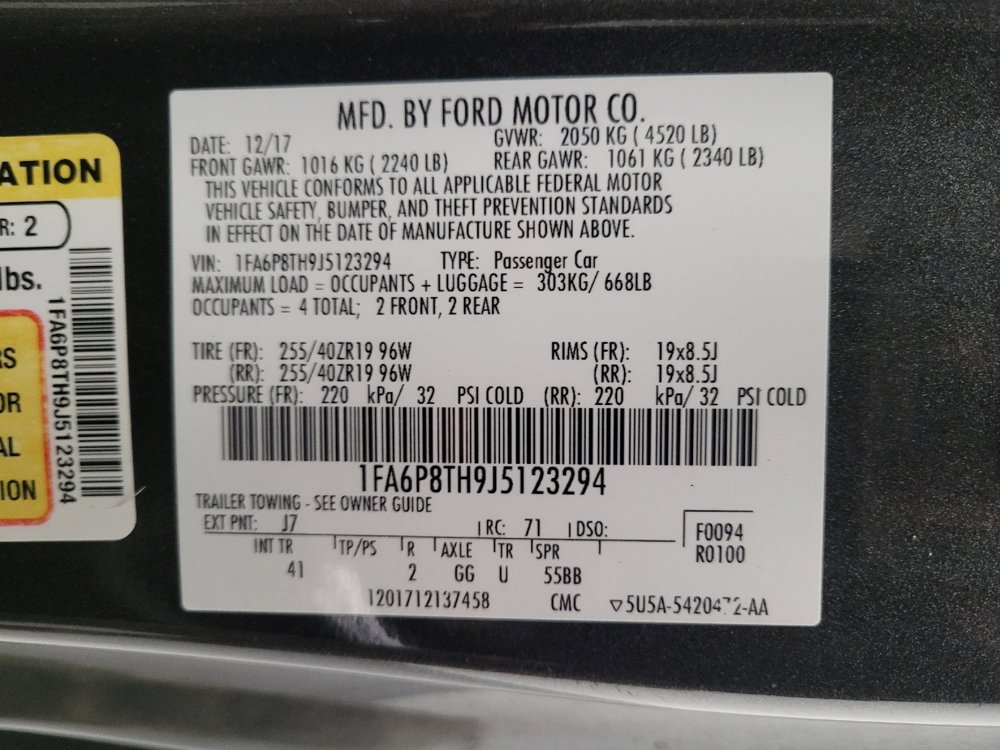 ATION
R: 2
lbs.
RS
OR
AL
ION
1FA6P8TH9J5123294
MFD. BY FORD MOTOR CO.
DATE: 12/17 GVWR: 2050 KG ( 4520 LB)
FRONT GAWR: 1016 KG ( 2240 LB) REAR GAWR: 1061 KG ( 2340 LB)
THIS VEHICLE CONFORMS TO ALL APPLICABLE FEDERAL MOTOR
VEHICLE SAFETY, BUMPER, AND THEFT PREVENTION STANDARDS
IN EFFECT ON THE DATE OF MANUFACTURE SHOWN ABOVE.
VIN: 1FA6P8TH9J5123294 TYPE: Passenger Car
MAXIMUM LOAD = OCCUPANTS + LUGGAGE = 303KG/ 668LB
OCCUPANTS = 4 TOTAL; 2 FRONT, 2 REAR
TIRE (FR): 255/40ZR19 96W RIMS (FR): 19x8.5J
(RR): 255/40ZR19 96W (RR): 19x8.5J
PRESSURE (FR): 220 kPa/ 32 PSI COLD (RR): 220 kPa/ 32 PSI COLD
1FA6P8TH9J5123294
TRAILER TOWING - SEE OWNER GUIDE
EXT PNT: J7 RC: 71 DSO: F0094
R0100
INT TR TP/PS R AXLE TR SPR
41 2 GG U 55BB
1201712137458 CMC